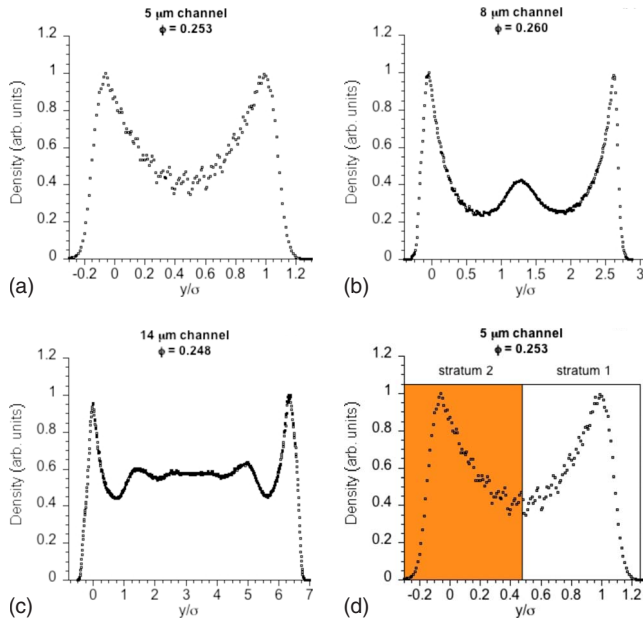 5 μm channel
ϕ = 0.253
Density (arb. units)
1.2
1
0.8
0.6
0.4
0.2
0
-0.2 0 0.2 0.4 0.6 0.8 1 1.2
y/σ
(a)
8 μm channel
ϕ = 0.260
Density (arb. units)
1.2
1
0.8
0.6
0.4
0.2
0
0 0.5 1 1.5 2 2.5 3
y/σ
(b)
14 μm channel
ϕ = 0.248
Density (arb. units)
1.2
1
0.8
0.6
0.4
0.2
0
0 1 2 3 4 5 6 7
y/σ
(c)
5 μm channel
ϕ = 0.253
stratum 2 stratum 1
Density (arb. units)
1.2
1
0.8
0.6
0.4
0.2
0
-0.2 0 0.2 0.4 0.6 0.8 1 1.2
y/σ
(d)